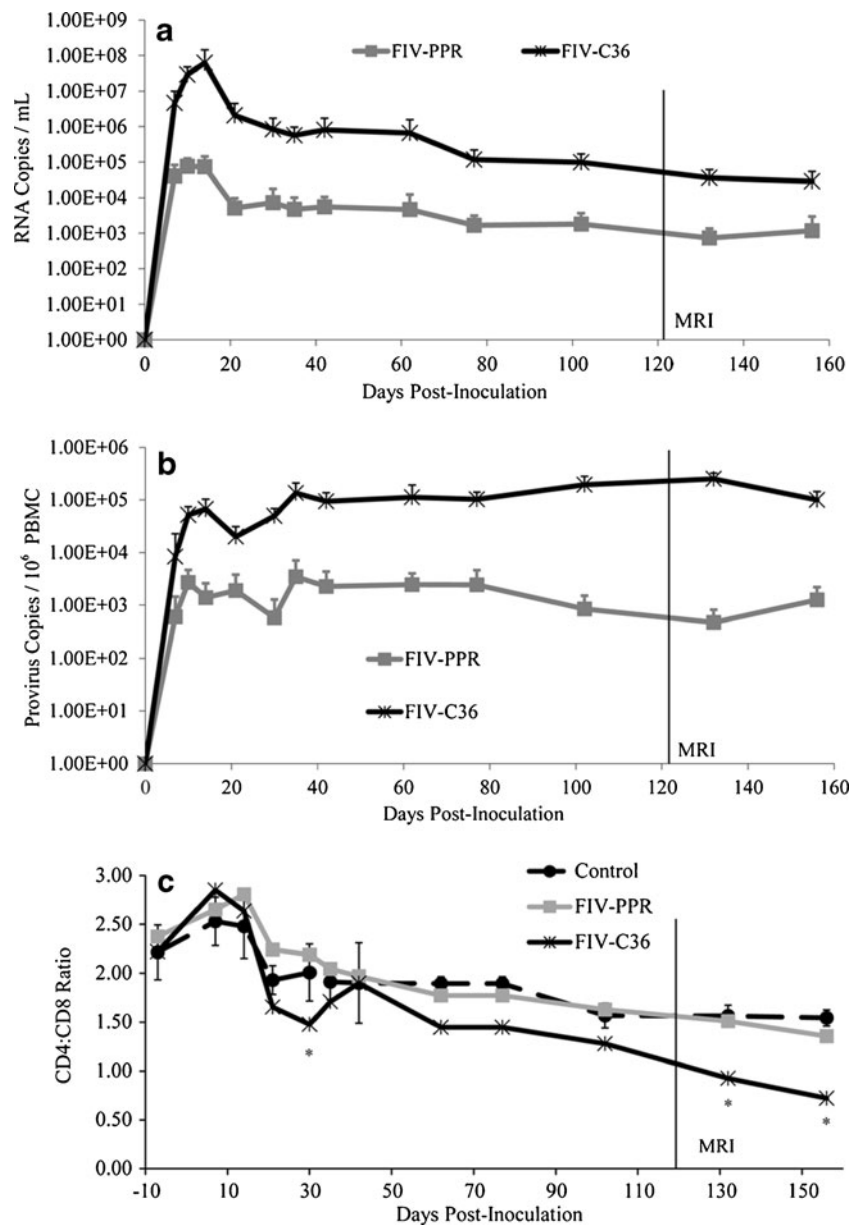 a
FIV-PPR
FIV-C36
1.00E+09
1.00E+08
1.00E+07
1.00E+06
1.00E+05
1.00E+04
1.00E+03
1.00E+02
1.00E+01
1.00E+00
RNA Copies / mL
MRI
0 20 40 60 80 100 120 140 160
Days Post-Inoculation
b
1.00E+06
1.00E+05
1.00E+04
1.00E+03
1.00E+02
1.00E+01
1.00E+00
Provirus Copies / 10⁶ PBMC
FIV-PPR
FIV-C36
MRI
0 20 40 60 80 100 120 140 160
Days Post-Inoculation
c
Control
FIV-PPR
FIV-C36
3.00
2.50
2.00
1.50
1.00
0.50
0.00
CD4:CD8 Ratio
*
*
*
MRI
-10 10 30 50 70 90 110 130 150
Days Post-Inoculation